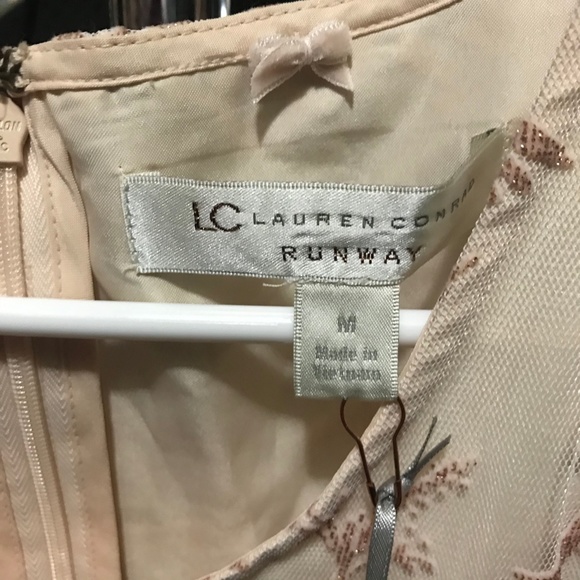 LC LAUREN CONRAD
RUNWAY
M
Made in
Vietnam